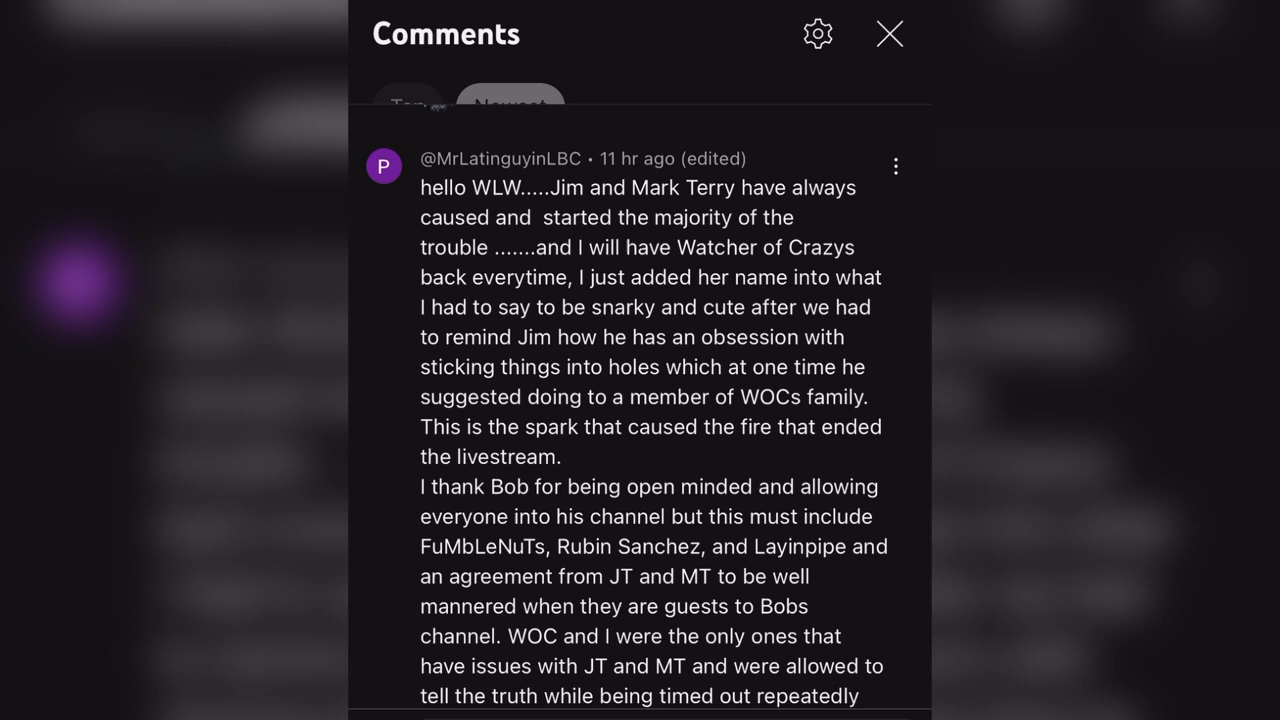 Comments
Top
Newest
P
@MrLatinguyinLBC • 11 hr ago (edited)
hello WLW.....Jim and Mark Terry have always
caused and  started the majority of the
trouble .......and I will have Watcher of Crazys
back everytime, I just added her name into what
I had to say to be snarky and cute after we had
to remind Jim how he has an obsession with
sticking things into holes which at one time he
suggested doing to a member of WOCs family.
This is the spark that caused the fire that ended
the livestream.
I thank Bob for being open minded and allowing
everyone into his channel but this must include
FuMbLeNuTs, Rubin Sanchez, and Layinpipe and
an agreement from JT and MT to be well
mannered when they are guests to Bobs
channel. WOC and I were the only ones that
have issues with JT and MT and were allowed to
tell the truth while being timed out repeatedly